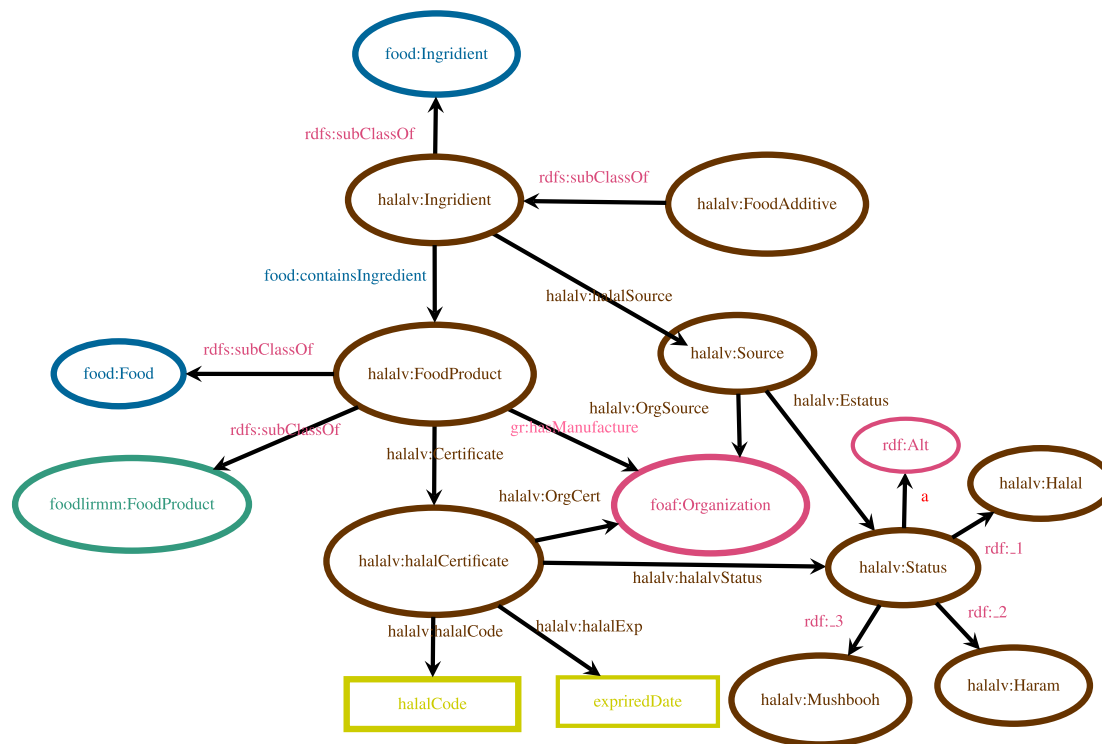 food:Ingridient
rdfs:subClassOf
rdfs:subClassOf
halalv:Ingridient
halalv:FoodAdditive
food:containsIngredient
halalv:halalSource
rdfs:subClassOf
halalv:Source
food:Food
halalv:FoodProduct
halalv:Estatus
halalv:OrgSource
rdfs:subClassOf
gr:hasManufacture
rdf:Alt
halalv:Certificate
halalv:Halal
halalv:OrgCert
a
foodlirmm:FoodProduct
foaf:Organization
rdf:_1
halalv:halalCertificate
halalv:Status
halalv:halalvStatus
rdf:_2
rdf:_3
halalv:halalCode
halalv:halalExp
halalv:Haram
halalCode
expriredDate
halalv:Mushbooh